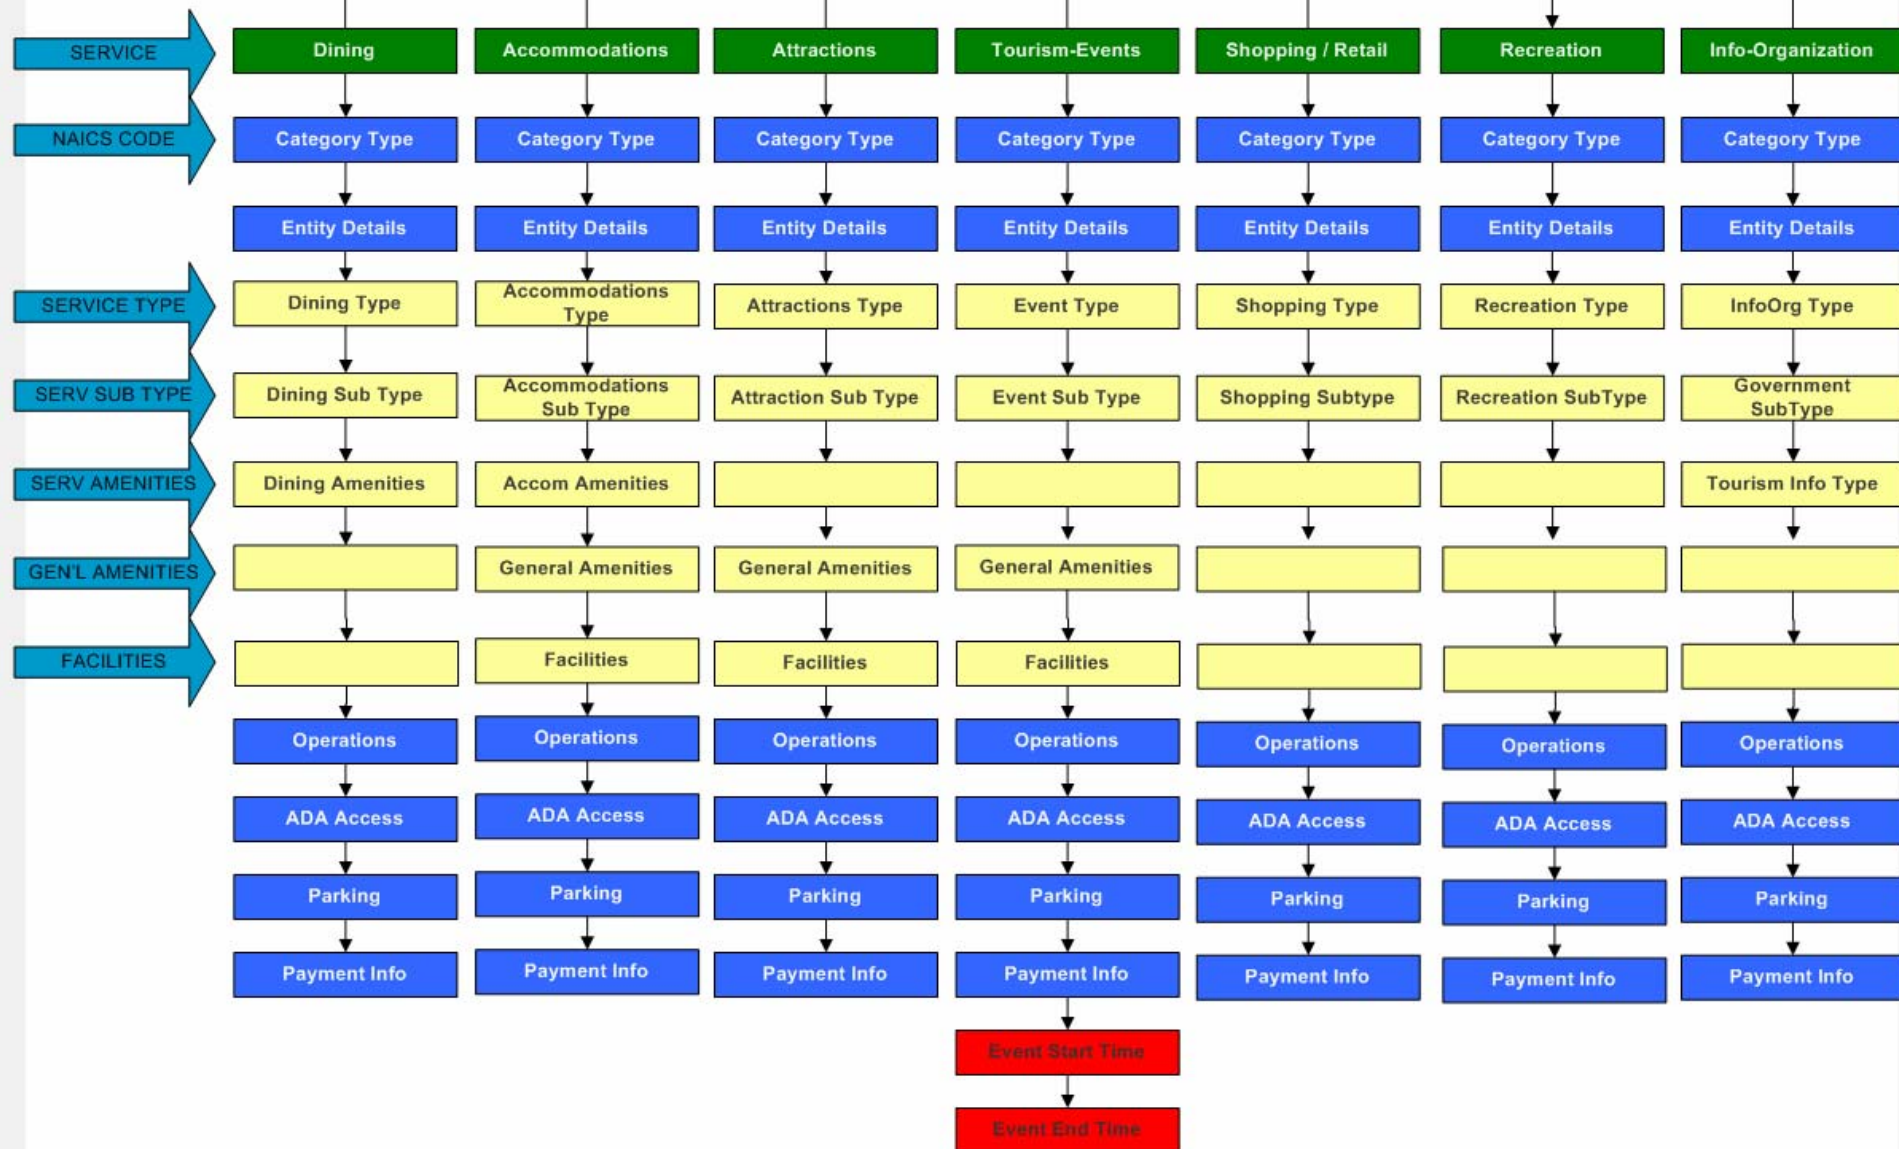 SERVICE
Dining
Accommodations
Attractions
Tourism-Events
Shopping / Retail
Recreation
Info-Organization
NAICS CODE
Category Type
Category Type
Category Type
Category Type
Category Type
Category Type
Category Type
Entity Details
Entity Details
Entity Details
Entity Details
Entity Details
Entity Details
Entity Details
SERVICE TYPE
Dining Type
Accommodations
Type
Attractions Type
Event Type
Shopping Type
Recreation Type
InfoOrg Type
SERV SUB TYPE
Dining Sub Type
Accommodations
Sub Type
Attraction Sub Type
Event Sub Type
Shopping Subtype
Recreation SubType
Government
SubType
SERV AMENITIES
Dining Amenities
Accom Amenities
Tourism Info Type
GEN'L AMENITIES
General Amenities
General Amenities
General Amenities
FACILITIES
Facilities
Facilities
Facilities
Operations
Operations
Operations
Operations
Operations
Operations
Operations
ADA Access
ADA Access
ADA Access
ADA Access
ADA Access
ADA Access
ADA Access
Parking
Parking
Parking
Parking
Parking
Parking
Parking
Payment Info
Payment Info
Payment Info
Payment Info
Payment Info
Payment Info
Payment Info
Event Start Time
Event End Time